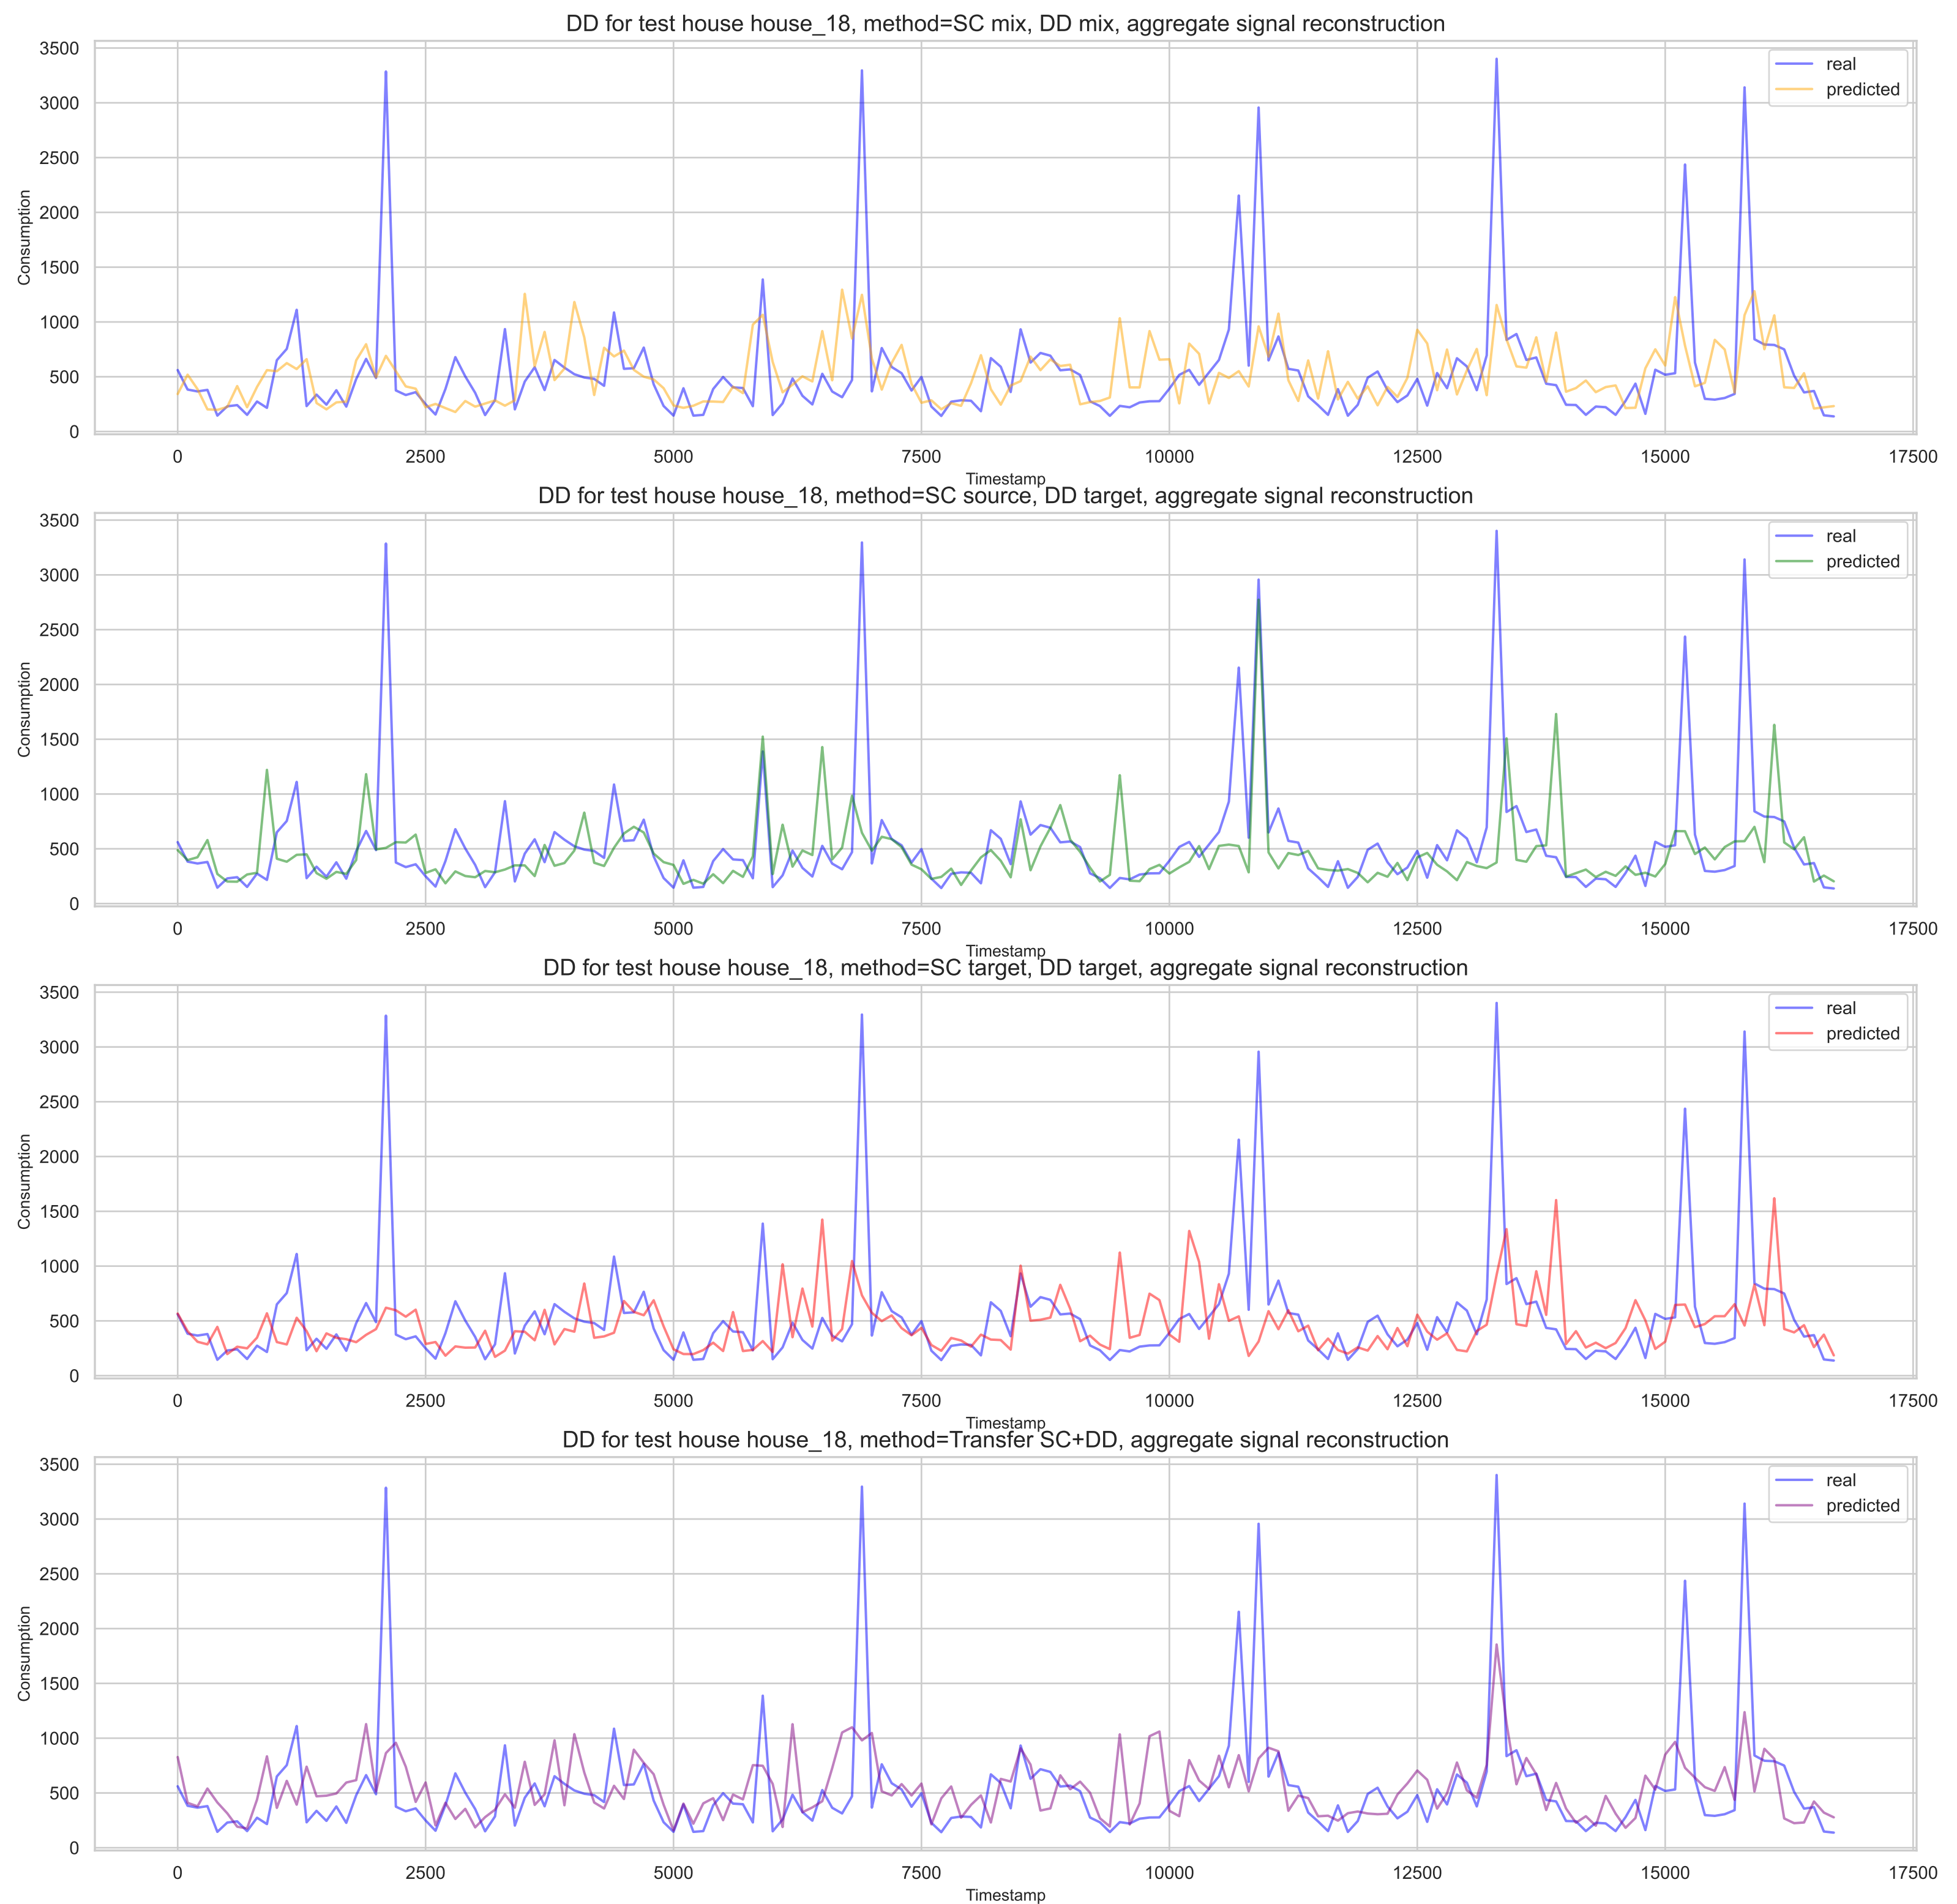 DD for test house house_18, method=SC mix, DD mix, aggregate signal reconstruction
3500
3000
2500
2000
1500
1000
500
0
Consumption
real
predicted
0 2500 5000 7500 10000 12500 15000 17500
Timestamp
DD for test house house_18, method=SC source, DD target, aggregate signal reconstruction
3500
3000
2500
2000
1500
1000
500
0
Consumption
real
predicted
0 2500 5000 7500 10000 12500 15000 17500
Timestamp
DD for test house house_18, method=SC target, DD target, aggregate signal reconstruction
3500
3000
2500
2000
1500
1000
500
0
Consumption
real
predicted
0 2500 5000 7500 10000 12500 15000 17500
Timestamp
DD for test house house_18, method=Transfer SC+DD, aggregate signal reconstruction
3500
3000
2500
2000
1500
1000
500
0
Consumption
real
predicted
0 2500 5000 7500 10000 12500 15000 17500
Timestamp